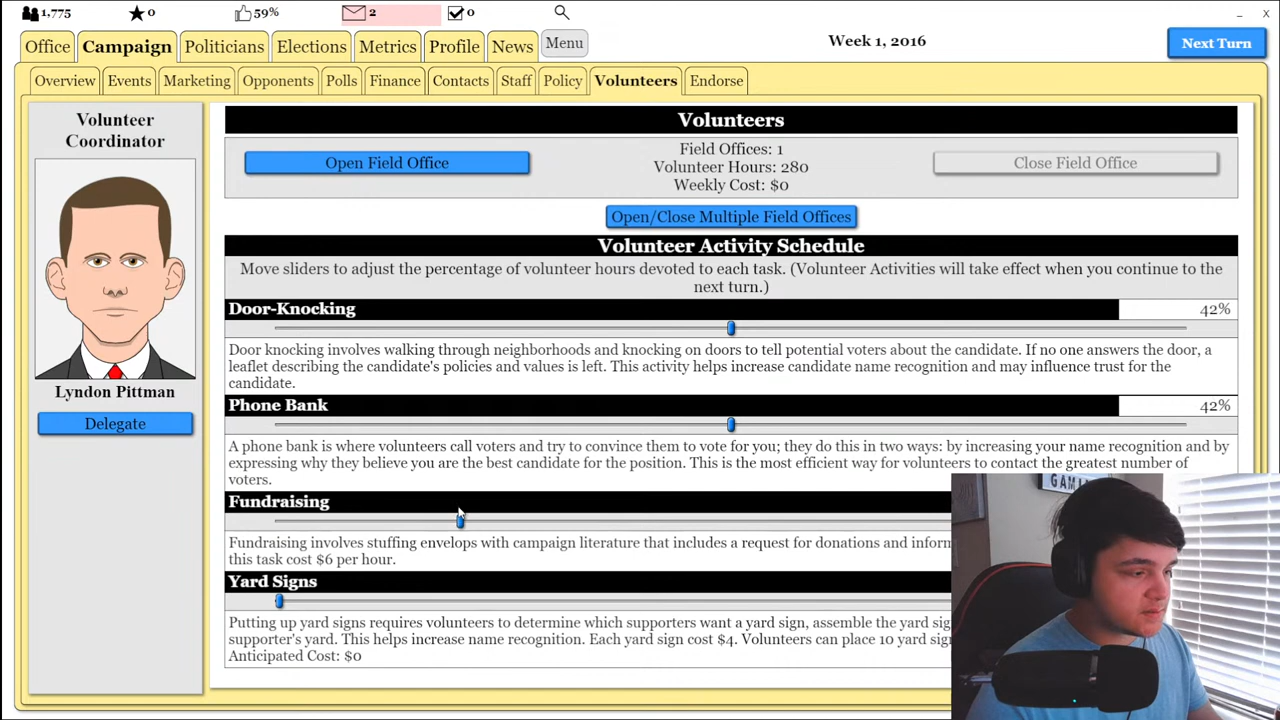 1,775 0 59% 2 0
Office Campaign Politicians Elections Metrics Profile News Menu Week 1, 2016 Next Turn
Overview Events Marketing Opponents Polls Finance Contacts Staff Policy Volunteers Endorse
Volunteer
Coordinator
Lyndon Pittman
Delegate
Volunteers
Open Field Office
Field Offices: 1
Volunteer Hours: 280
Weekly Cost: $0
Close Field Office
Open/Close Multiple Field Offices
Volunteer Activity Schedule
Move sliders to adjust the percentage of volunteer hours devoted to each task. (Volunteer Activities will take effect when you continue to the
next turn.)
Door-Knocking 42%
Door knocking involves walking through neighborhoods and knocking on doors to tell potential voters about the candidate. If no one answers the door, a
leaflet describing the candidate's policies and values is left. This activity helps increase candidate name recognition and may influence trust for the
candidate.
Phone Bank 42%
A phone bank is where volunteers call voters and try to convince them to vote for you; they do this in two ways: by increasing your name recognition and by
expressing why they believe you are the best candidate for the position. This is the most efficient way for volunteers to contact the greatest number of
voters.
Fundraising
Fundraising involves stuffing envelops with campaign literature that includes a request for donations and inform
this task cost $6 per hour.
Yard Signs
Putting up yard signs requires volunteers to determine which supporters want a yard sign, assemble the yard sig
supporter's yard. This helps increase name recognition. Each yard sign cost $4. Volunteers can place 10 yard sign
Anticipated Cost: $0
GAMI